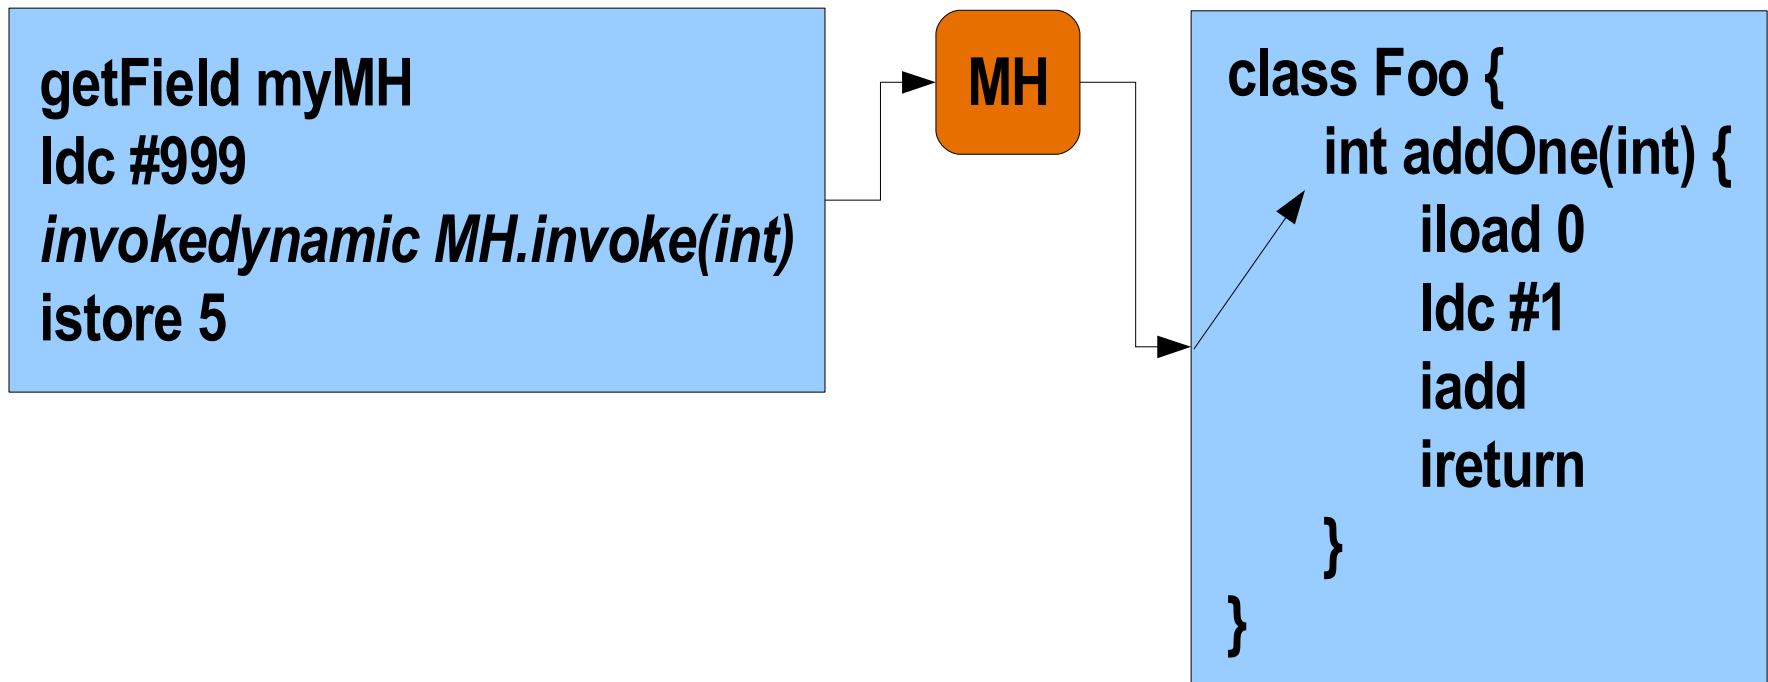 getField myMH
ldc #999
invokedynamic MH.invoke(int)
istore 5
MH
class Foo {
int addOne(int) {
iload 0
ldc #1
iadd
ireturn
}
}